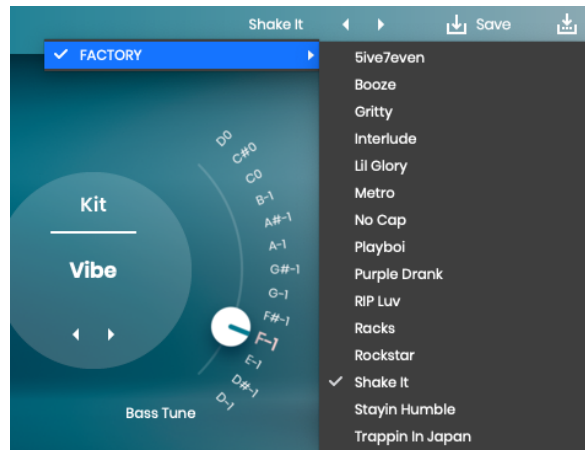 Shake It
Save
FACTORY
5ive7even
Booze
Gritty
Interlude
Lil Glory
Metro
No Cap
Playboi
Purple Drank
RIP Luv
Racks
Rockstar
Shake It
Stayin Humble
Trappin In Japan
Kit
Vibe
D0
C#0
C0
B-1
A#-1
A-1
G#-1
G-1
F#-1
F-1
E-1
D#-1
D-1
Bass Tune